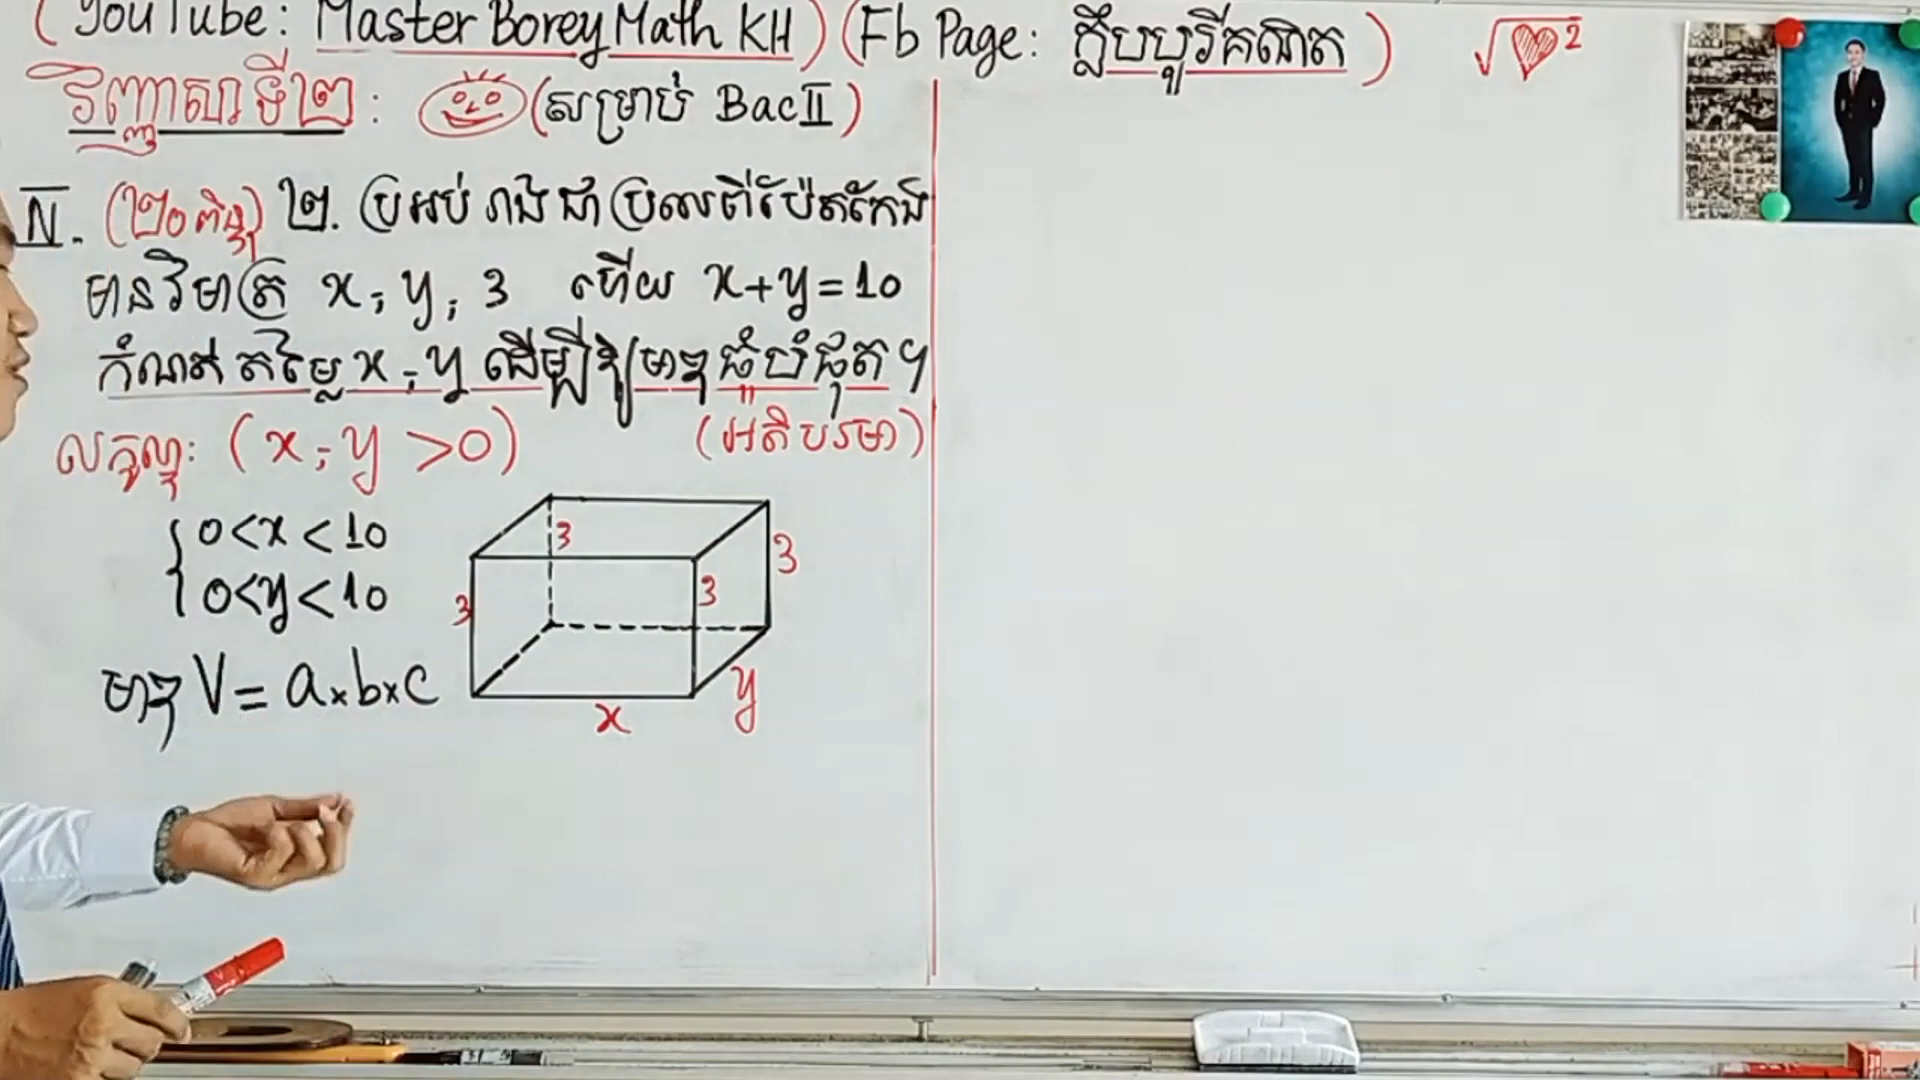 (YouTube: Master Borey Math KH) (Fb Page: ក្លឹបបូរីគណិត) √♥²
វិញ្ញាសាទី២ : (សម្រាប់ Bac II)
IV. (២០ពិន្ទុ) ២. ប្រអប់ រាងជាប្រលេពីប៉ែតកែង
មានវិមាត្រ x, y, 3 ហើយ x+y=10
កំណត់តម្លៃ x, y ដើម្បីឱ្យមាឌធំបំផុត។
(អតិបរមា)
លក្ខខណ្ឌ: (x, y >0)
0<x<10
0<y<10
មាឌ V= a×b×c
3
3
3
3
x
y